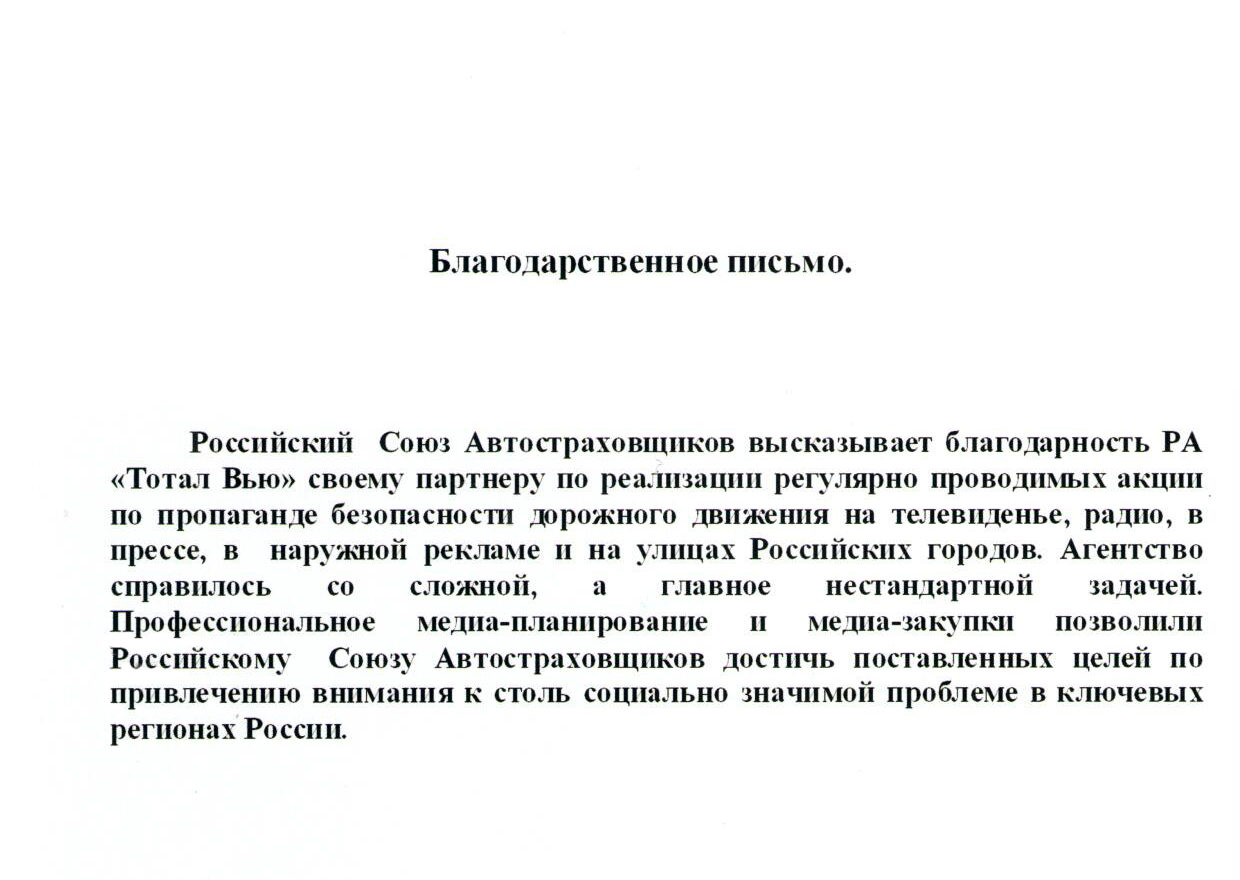 Благодарственное письмо.
Российский Союз Автостраховщиков высказывает благодарность РА
«Тотал Вью» своему партнеру по реализации регулярно проводимых акции
по пропаганде безопасности дорожного движения на телевиденье, радио, в
прессе, в наружной рекламе и на улицах Российских городов. Агентство
справилось со сложной, а главное нестандартной задачей.
Профессиональное медиа-планирование и медиа-закупки позволили
Российскому Союзу Автостраховщиков достичь поставленных целей по
привлечению внимания к столь социально значимой проблеме в ключевых
регионах России.